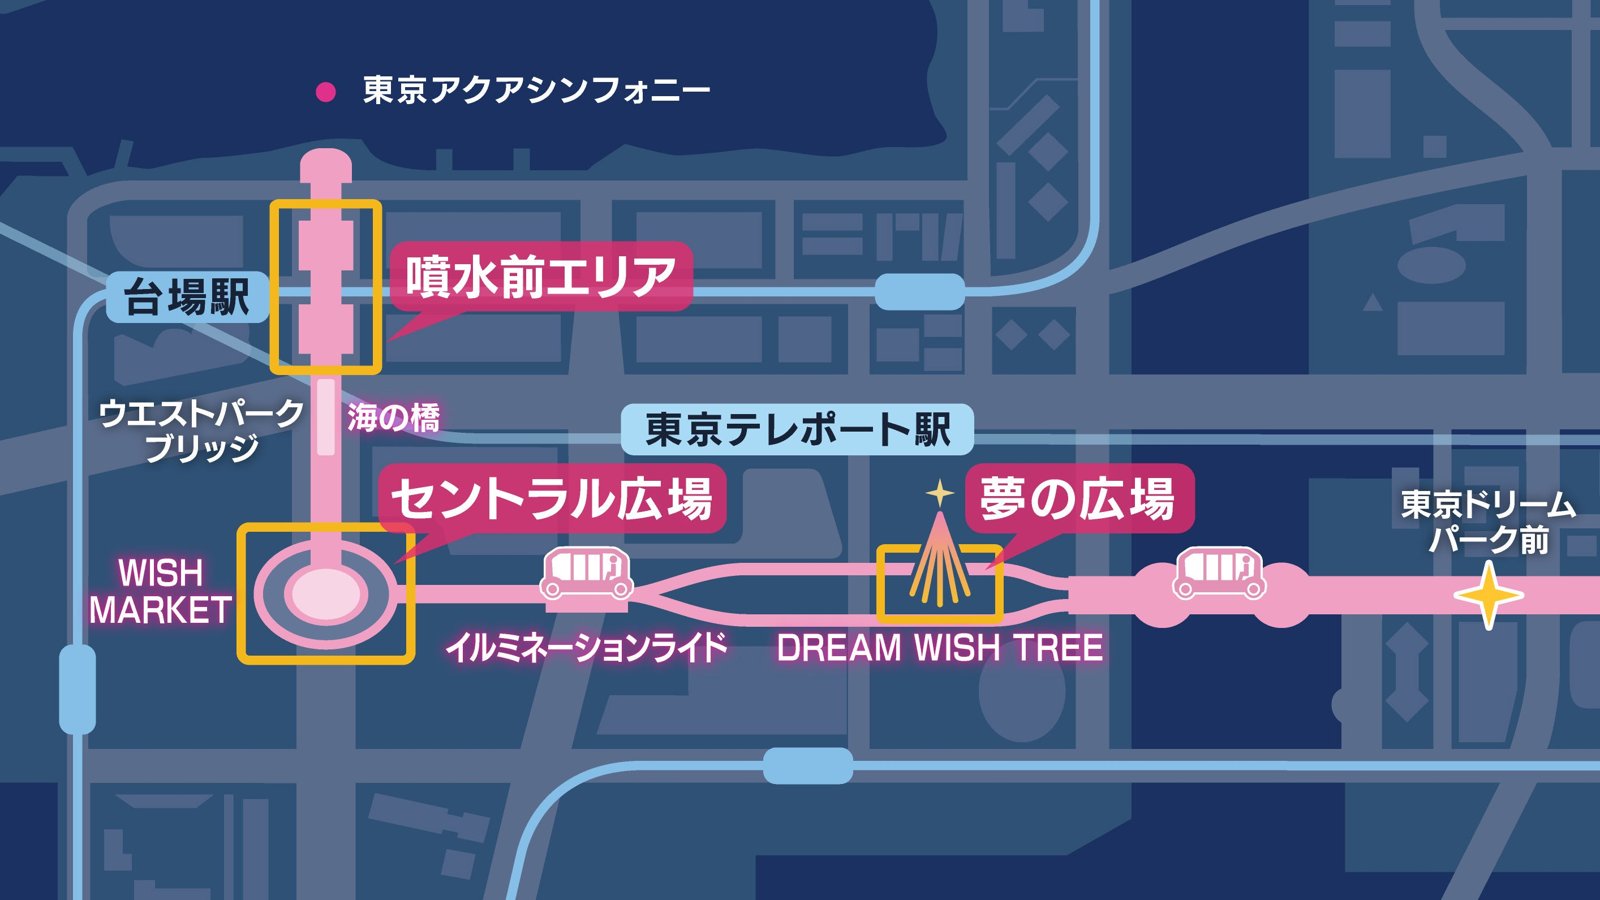 東京アクアシンフォニー
噴水前エリア
台場駅
ウエストパーク
ブリッジ
海の橋
東京テレポート駅
セントラル広場
夢の広場
東京ドリーム
パーク前
WISH
MARKET
イルミネーションライド
DREAM WISH TREE